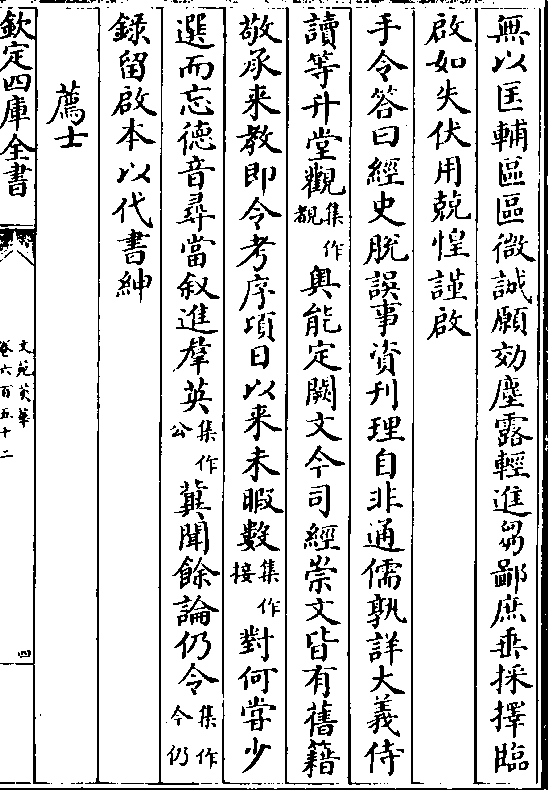 無以匡輔區區微誠願効塵露輕進芻鄙庶垂採擇臨
啟如失伏用兢惶謹啟
手令答曰經史脱誤事資刋理自非通儒孰詳大義侍
讀等升堂觀集作覩奥能定闕文今司經崇文皆有舊籍
敬承来教即令考序項日以来未暇數集作接對何嘗少
選而忘德音尋當叙進羣英集作公冀聞餘論仍令集作令仍
錄留啟本以代書紳
薦士
欽定四庫全書
文苑英華
卷六百五十二
四